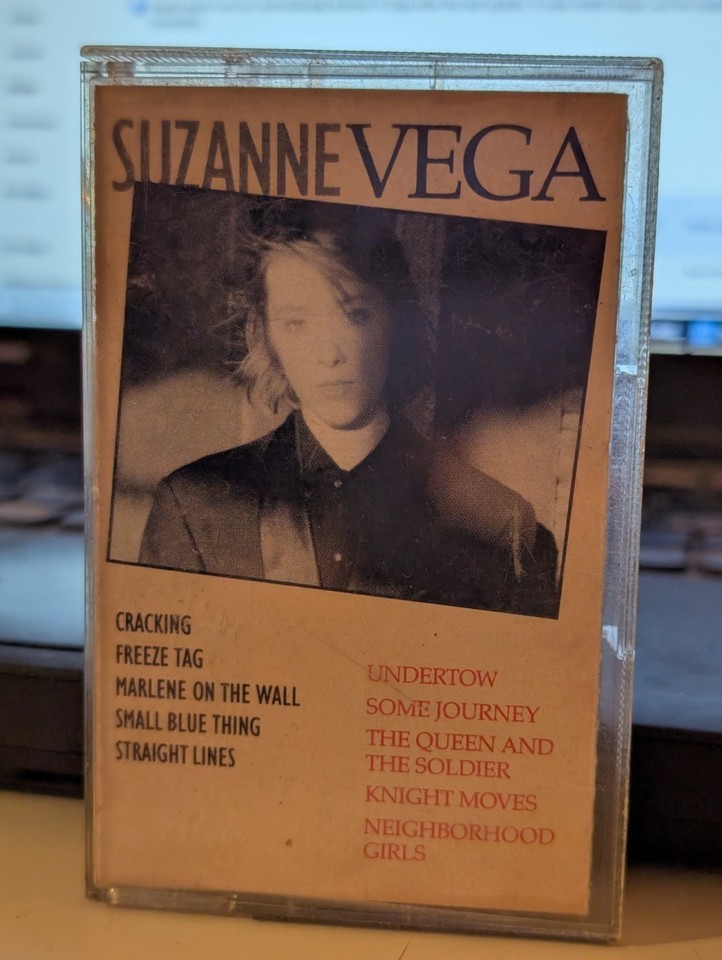 SUZANNE VEGA
CRACKING
FREEZE TAG
MARLENE ON THE WALL
SMALL BLUE THING
STRAIGHT LINES
UNDERTOW
SOME JOURNEY
THE QUEEN AND
THE SOLDIER
KNIGHT MOVES
NEIGHBORHOOD
GIRLS